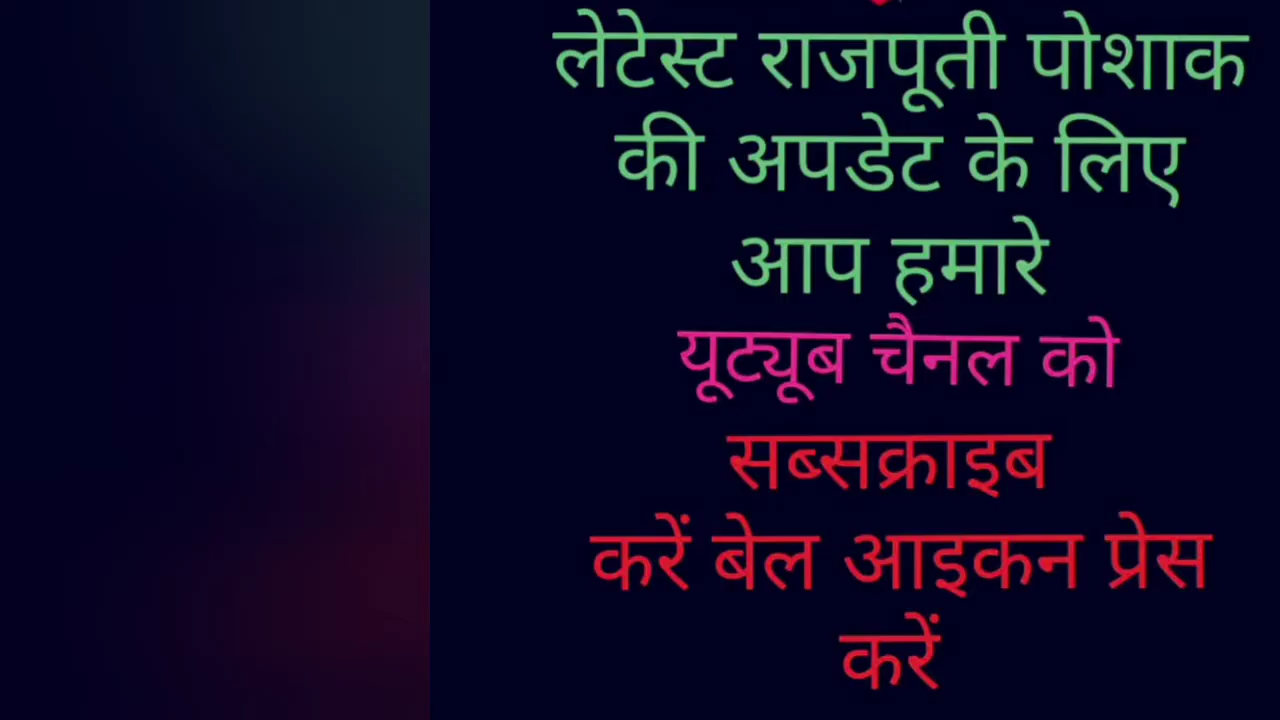 लेटेस्ट राजपूती पोशाक
की अपडेट के लिए
आप हमारे
यूट्यूब चैनल को
सब्सक्राइब
करें बेल आइकन प्रेस
करें